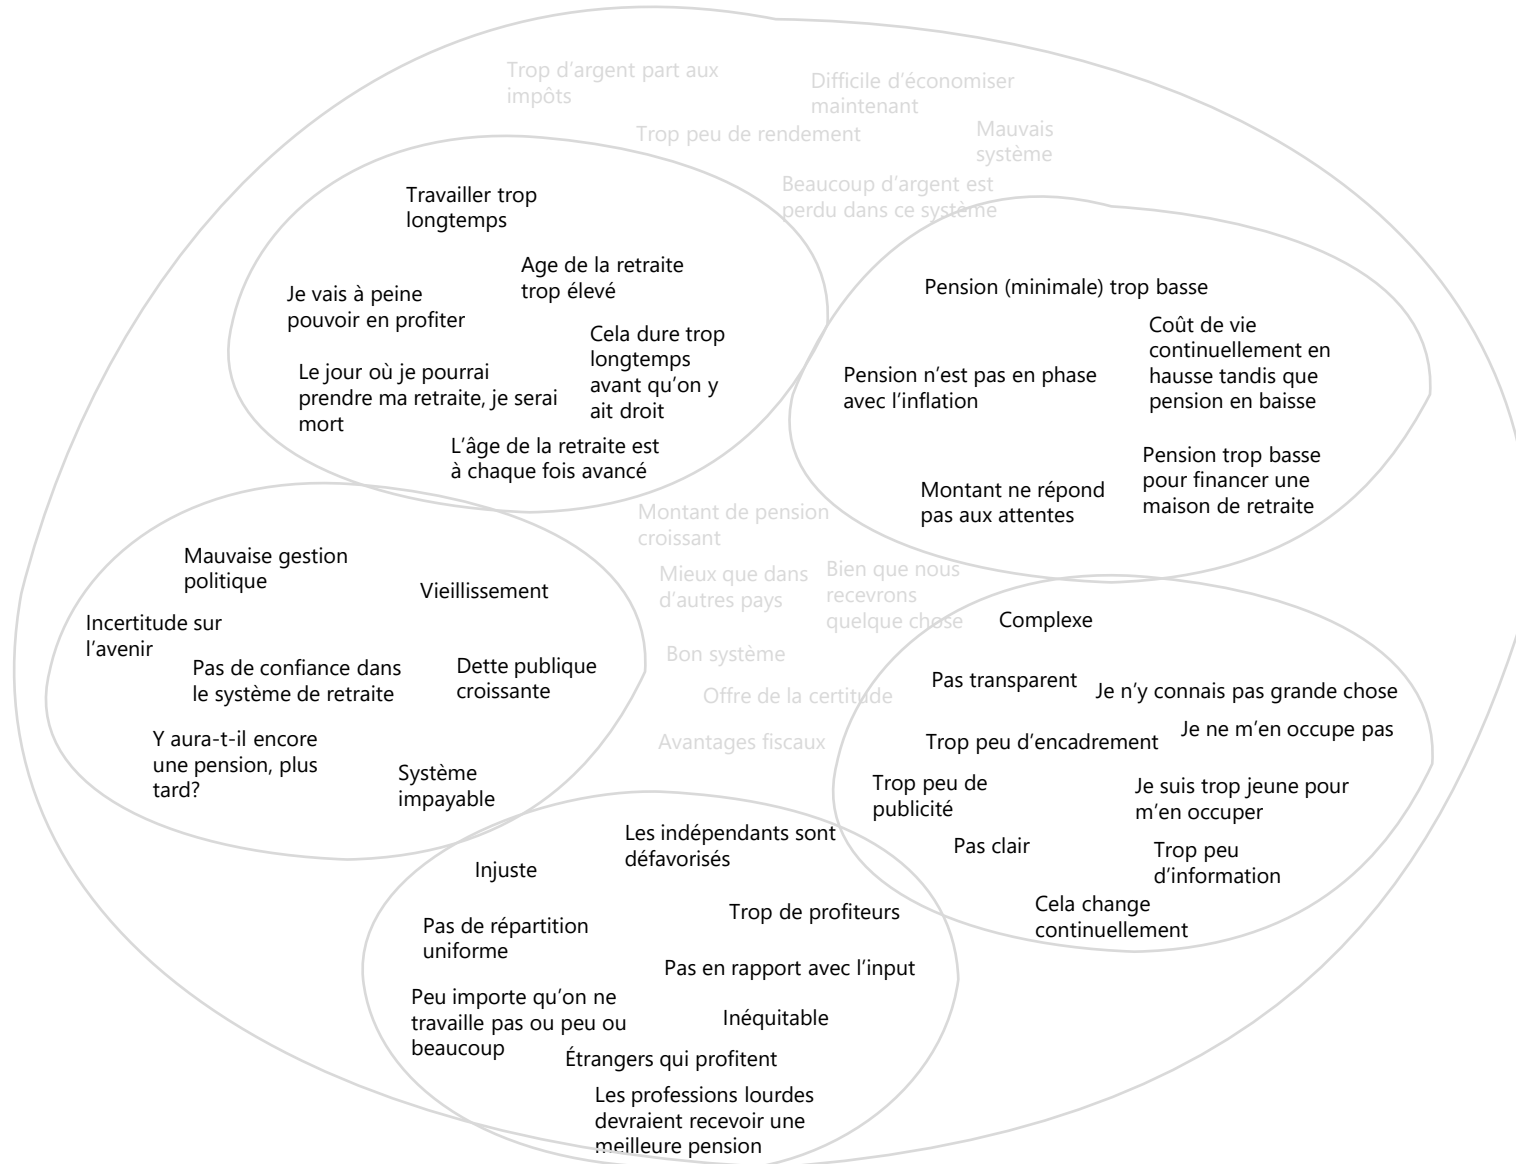 Trop d'argent part aux
impôts
Difficile d'économiser
maintenant
Trop peu de rendement
Mauvais
système
Beaucoup d'argent est
perdu dans ce système
Travailler trop
longtemps
Age de la retraite
trop élevé
Je vais à peine
pouvoir en profiter
Cela dure trop
longtemps
avant qu'on y
ait droit
Le jour où je pourrai
prendre ma retraite, je serai
mort
L'âge de la retraite est
à chaque fois avancé
Pension (minimale) trop basse
Coût de vie
continuellement en
hausse tandis que
pension en baisse
Pension n'est pas en phase
avec l'inflation
Pension trop basse
pour financer une
maison de retraite
Montant ne répond
pas aux attentes
Montant de pension
croissant
Mieux que dans
d'autres pays
Bien que nous
recevrons
quelque chose
Bon système
Offre de la certitude
Avantages fiscaux
Mauvaise gestion
politique
Vieillissement
Incertitude sur
l'avenir
Pas de confiance dans
le système de retraite
Dette publique
croissante
Y aura-t-il encore
une pension, plus
tard?
Système
impayable
Complexe
Pas transparent
Je n'y connais pas grande chose
Je ne m'en occupe pas
Trop peu d'encadrement
Trop peu de
publicité
Je suis trop jeune pour
m'en occuper
Pas clair
Trop peu
d'information
Cela change
continuellement
Les indépendants sont
défavorisés
Injuste
Trop de profiteurs
Pas de répartition
uniforme
Pas en rapport avec l'input
Peu importe qu'on ne
travaille pas ou peu ou
beaucoup
Inéquitable
Étrangers qui profitent
Les professions lourdes
devraient recevoir une
meilleure pension